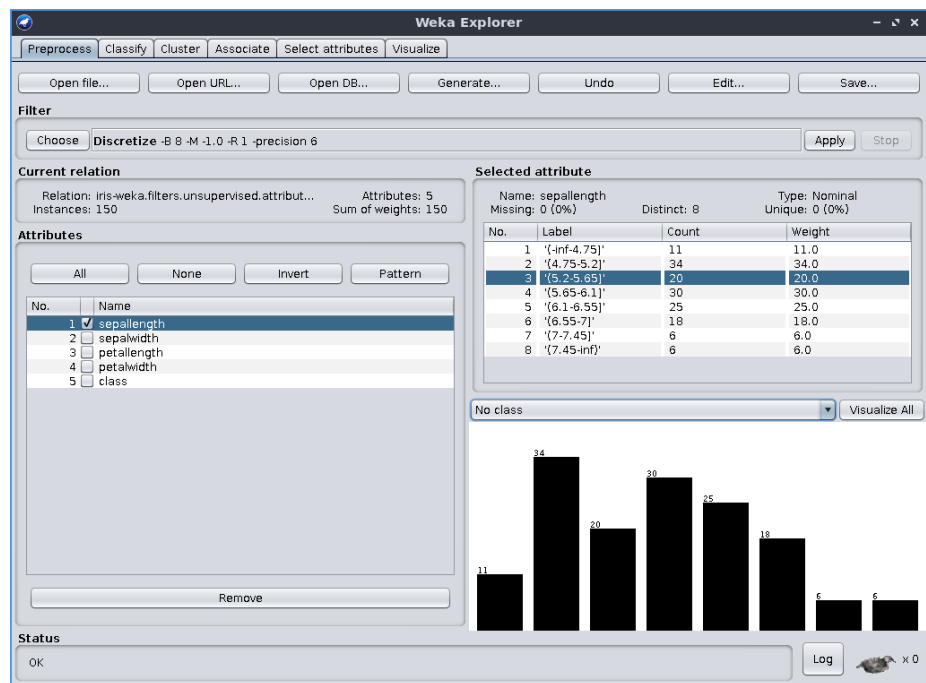 Weka Explorer
Preprocess Classify Cluster Associate Select attributes Visualize
Open file... Open URL... Open DB... Generate... Undo Edit... Save...
Filter
Choose Discretize -B 8 -M -1.0 -R 1 -precision 6 Apply Stop
Current relation
Relation: iris-weka.filters.unsupervised.attribut... Attributes: 5
Instances: 150 Sum of weights: 150
Attributes
All None Invert Pattern
No. Name
1 sepallength
2 sepalwidth
3 petallength
4 petalwidth
5 class
Remove
Selected attribute
Name: sepallength Type: Nominal
Missing: 0 (0%) Distinct: 8 Unique: 0 (0%)
No. Label Count Weight
1 '(-inf-4.75]' 11 11.0
2 '(4.75-5.2]' 34 34.0
3 '(5.2-5.65]' 20 20.0
4 '(5.65-6.1]' 30 30.0
5 '(6.1-6.55]' 25 25.0
6 '(6.55-7]' 18 18.0
7 '(7-7.45]' 6 6.0
8 '(7.45-inf)' 6 6.0
No class Visualize All
11 34 20 30 25 18 6 6
Status
OK Log x 0